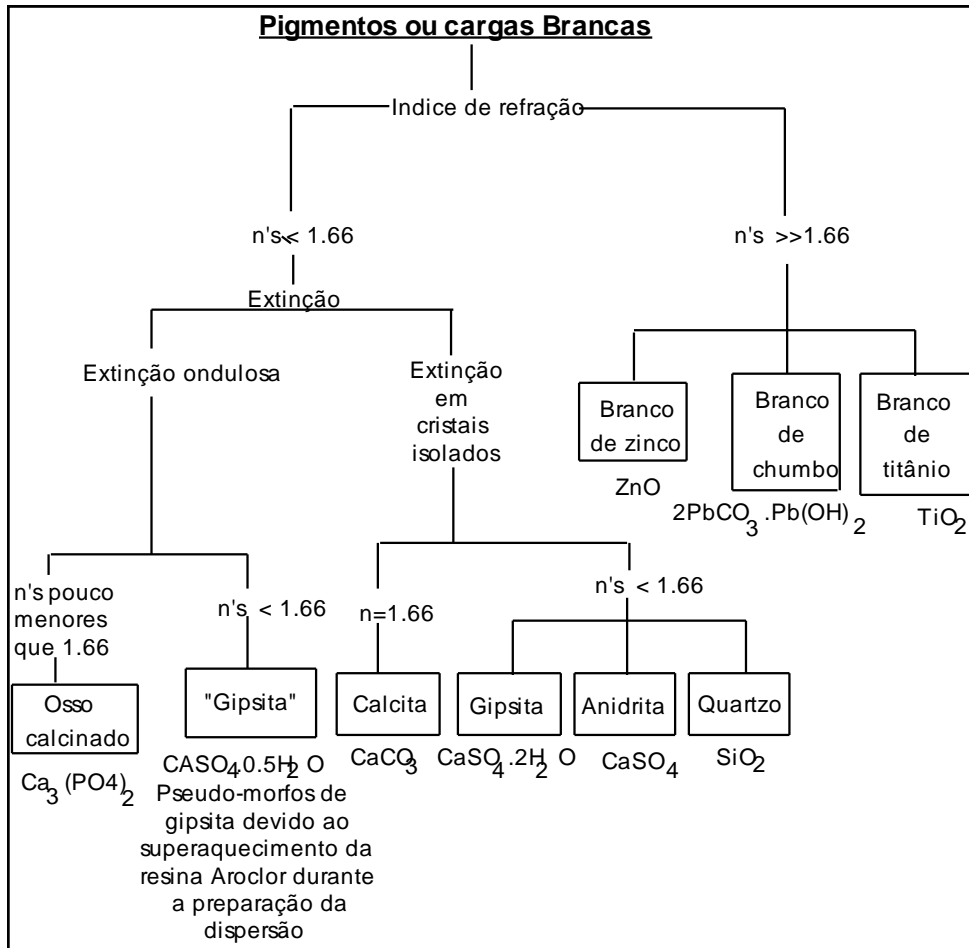 Pigmentos ou cargas Brancas
Indice de refração
n's< 1.66
n's >>1.66
Extinção
Extinção ondulosa
Extinção
em
cristais
isolados
Branco
de zinco
ZnO
Branco
de
chumbo
2PbCO3 .Pb(OH)2
Branco
de
titânio
TiO2
n's pouco
menores
que 1.66
n's < 1.66
n=1.66
n's < 1.66
Osso
calcinado
Ca3 (PO4)2
"Gipsita"
CASO4.0.5H2 O
Pseudo-morfos de
gipsita devido ao
superaquecimento da
resina Aroclor durante
a preparação da
dispersão
Calcita
CaCO3
Gipsita
CaSO4 .2H2 O
Anidrita
CaSO4
Quartzo
SiO2